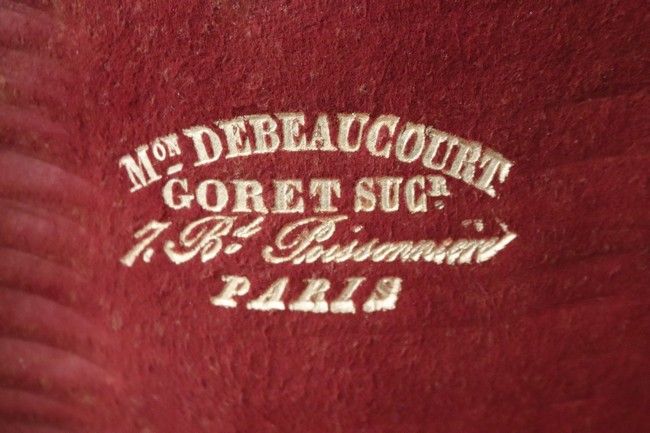 Mon DEBEAUCOURT
GORET SUCR
7. Bd. Poissonnière
PARIS